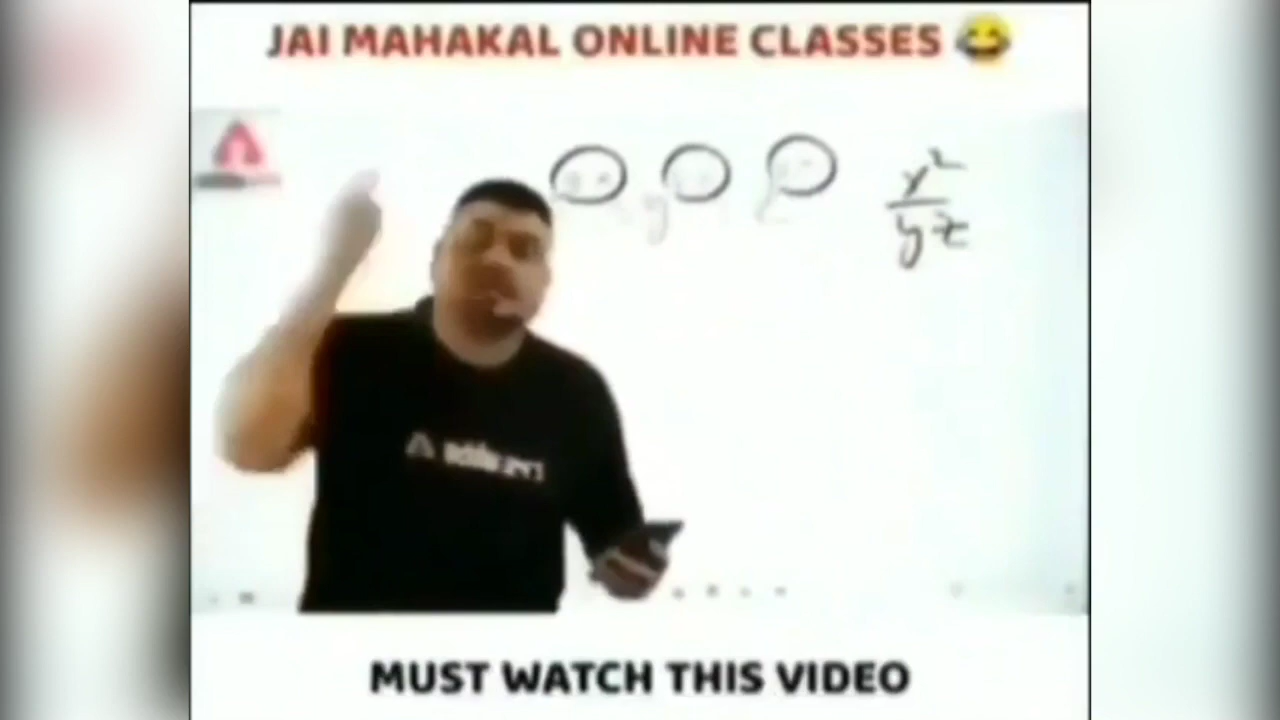 JAI MAHAKAL ONLINE CLASSES 😂
x²
yz
MUST WATCH THIS VIDEO